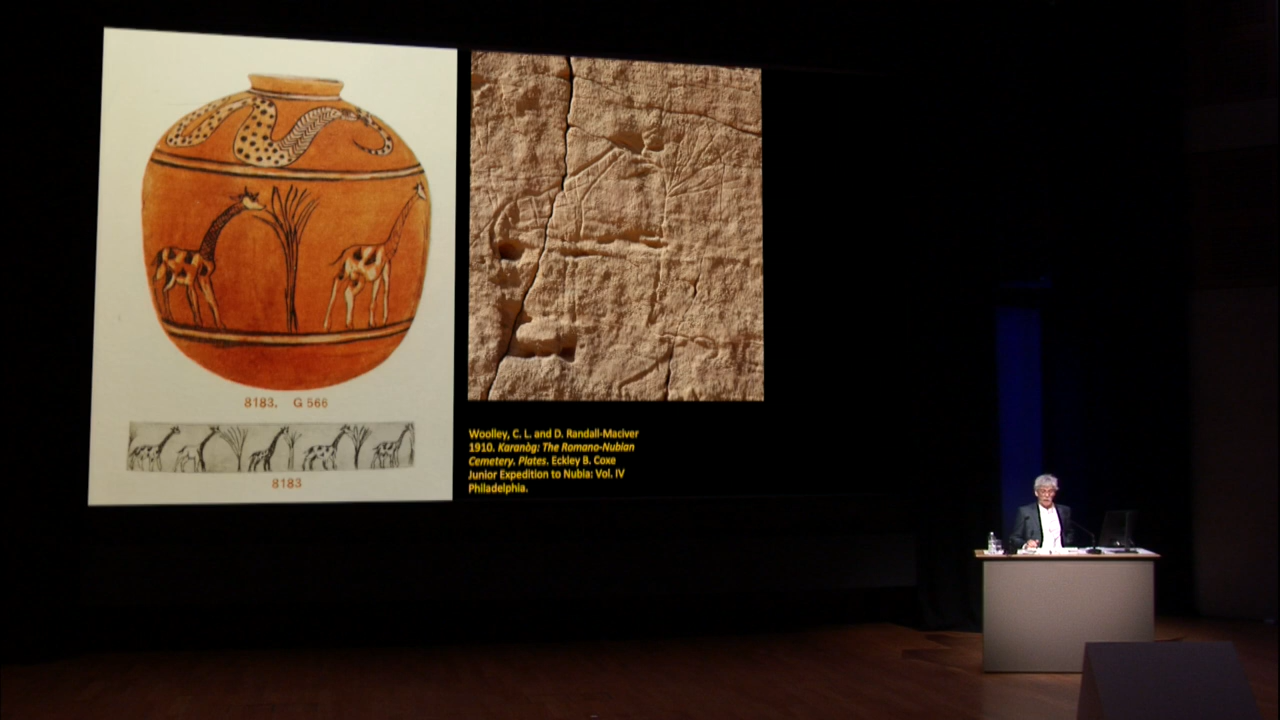 8183. G 566
8183
Woolley, C. L. and D. Randall-Maciver
1910. Karanòg: The Romano-Nubian
Cemetery. Plates. Eckley B. Coxe
Junior Expedition to Nubia: Vol. IV
Philadelphia.